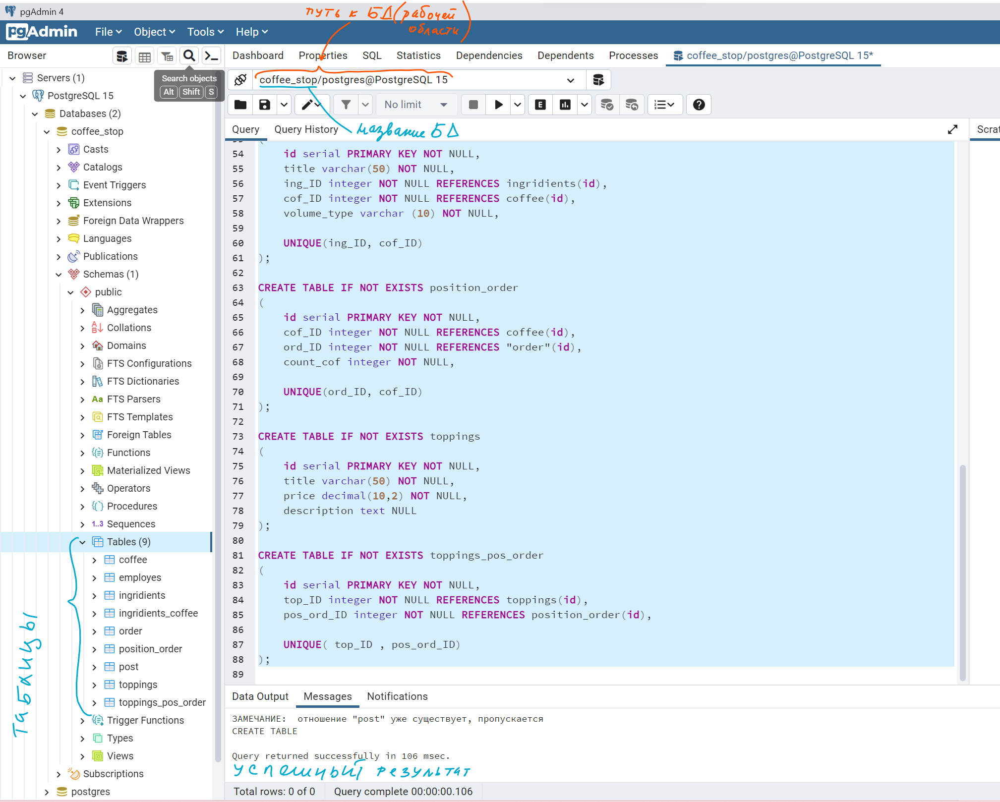 pgAdmin 4
путь к БД (рабочей области)
pgAdmin File Object Tools Help
Browser
Dashboard Properties SQL Statistics Dependencies Dependents Processes coffee_stop/postgres@PostgreSQL 15*
Search objects
Alt Shift S
coffee_stop/postgres@PostgreSQL 15
No limit
E
название БД
Query Query History
Scrat
Servers (1)
PostgreSQL 15
Databases (2)
coffee_stop
Casts
Catalogs
Event Triggers
Extensions
Foreign Data Wrappers
Languages
Publications
Schemas (1)
public
Aggregates
Collations
Domains
FTS Configurations
FTS Dictionaries
Aa FTS Parsers
FTS Templates
Foreign Tables
Functions
Materialized Views
Operators
Procedures
1..3 Sequences
Tables (9)
coffee
employes
ingridients
ingridients_coffee
order
position_order
post
toppings
toppings_pos_order
Trigger Functions
Types
Views
Subscriptions
postgres
Таблицы
53 (
54 id serial PRIMARY KEY NOT NULL,
55 title varchar(50) NOT NULL,
56 ing_ID integer NOT NULL REFERENCES ingridients(id),
57 cof_ID integer NOT NULL REFERENCES coffee(id),
58 volume_type varchar (10) NOT NULL,
59
60 UNIQUE(ing_ID, cof_ID)
61 );
62
63 CREATE TABLE IF NOT EXISTS position_order
64 (
65 id serial PRIMARY KEY NOT NULL,
66 cof_ID integer NOT NULL REFERENCES coffee(id),
67 ord_ID integer NOT NULL REFERENCES "order"(id),
68 count_cof integer NOT NULL,
69
70 UNIQUE(ord_ID, cof_ID)
71 );
72
73 CREATE TABLE IF NOT EXISTS toppings
74 (
75 id serial PRIMARY KEY NOT NULL,
76 title varchar(50) NOT NULL,
77 price decimal(10,2) NOT NULL,
78 description text NULL
79 );
80
81 CREATE TABLE IF NOT EXISTS toppings_pos_order
82 (
83 id serial PRIMARY KEY NOT NULL,
84 top_ID integer NOT NULL REFERENCES toppings(id),
85 pos_ord_ID integer NOT NULL REFERENCES position_order(id),
86
87 UNIQUE( top_ID , pos_ord_ID)
88 );
89
Data Output Messages Notifications
ЗАМЕЧАНИЕ: отношение "post" уже существует, пропускается
CREATE TABLE
Query returned successfully in 106 msec.
успешный результат
Total rows: 0 of 0 Query complete 00:00:00.106